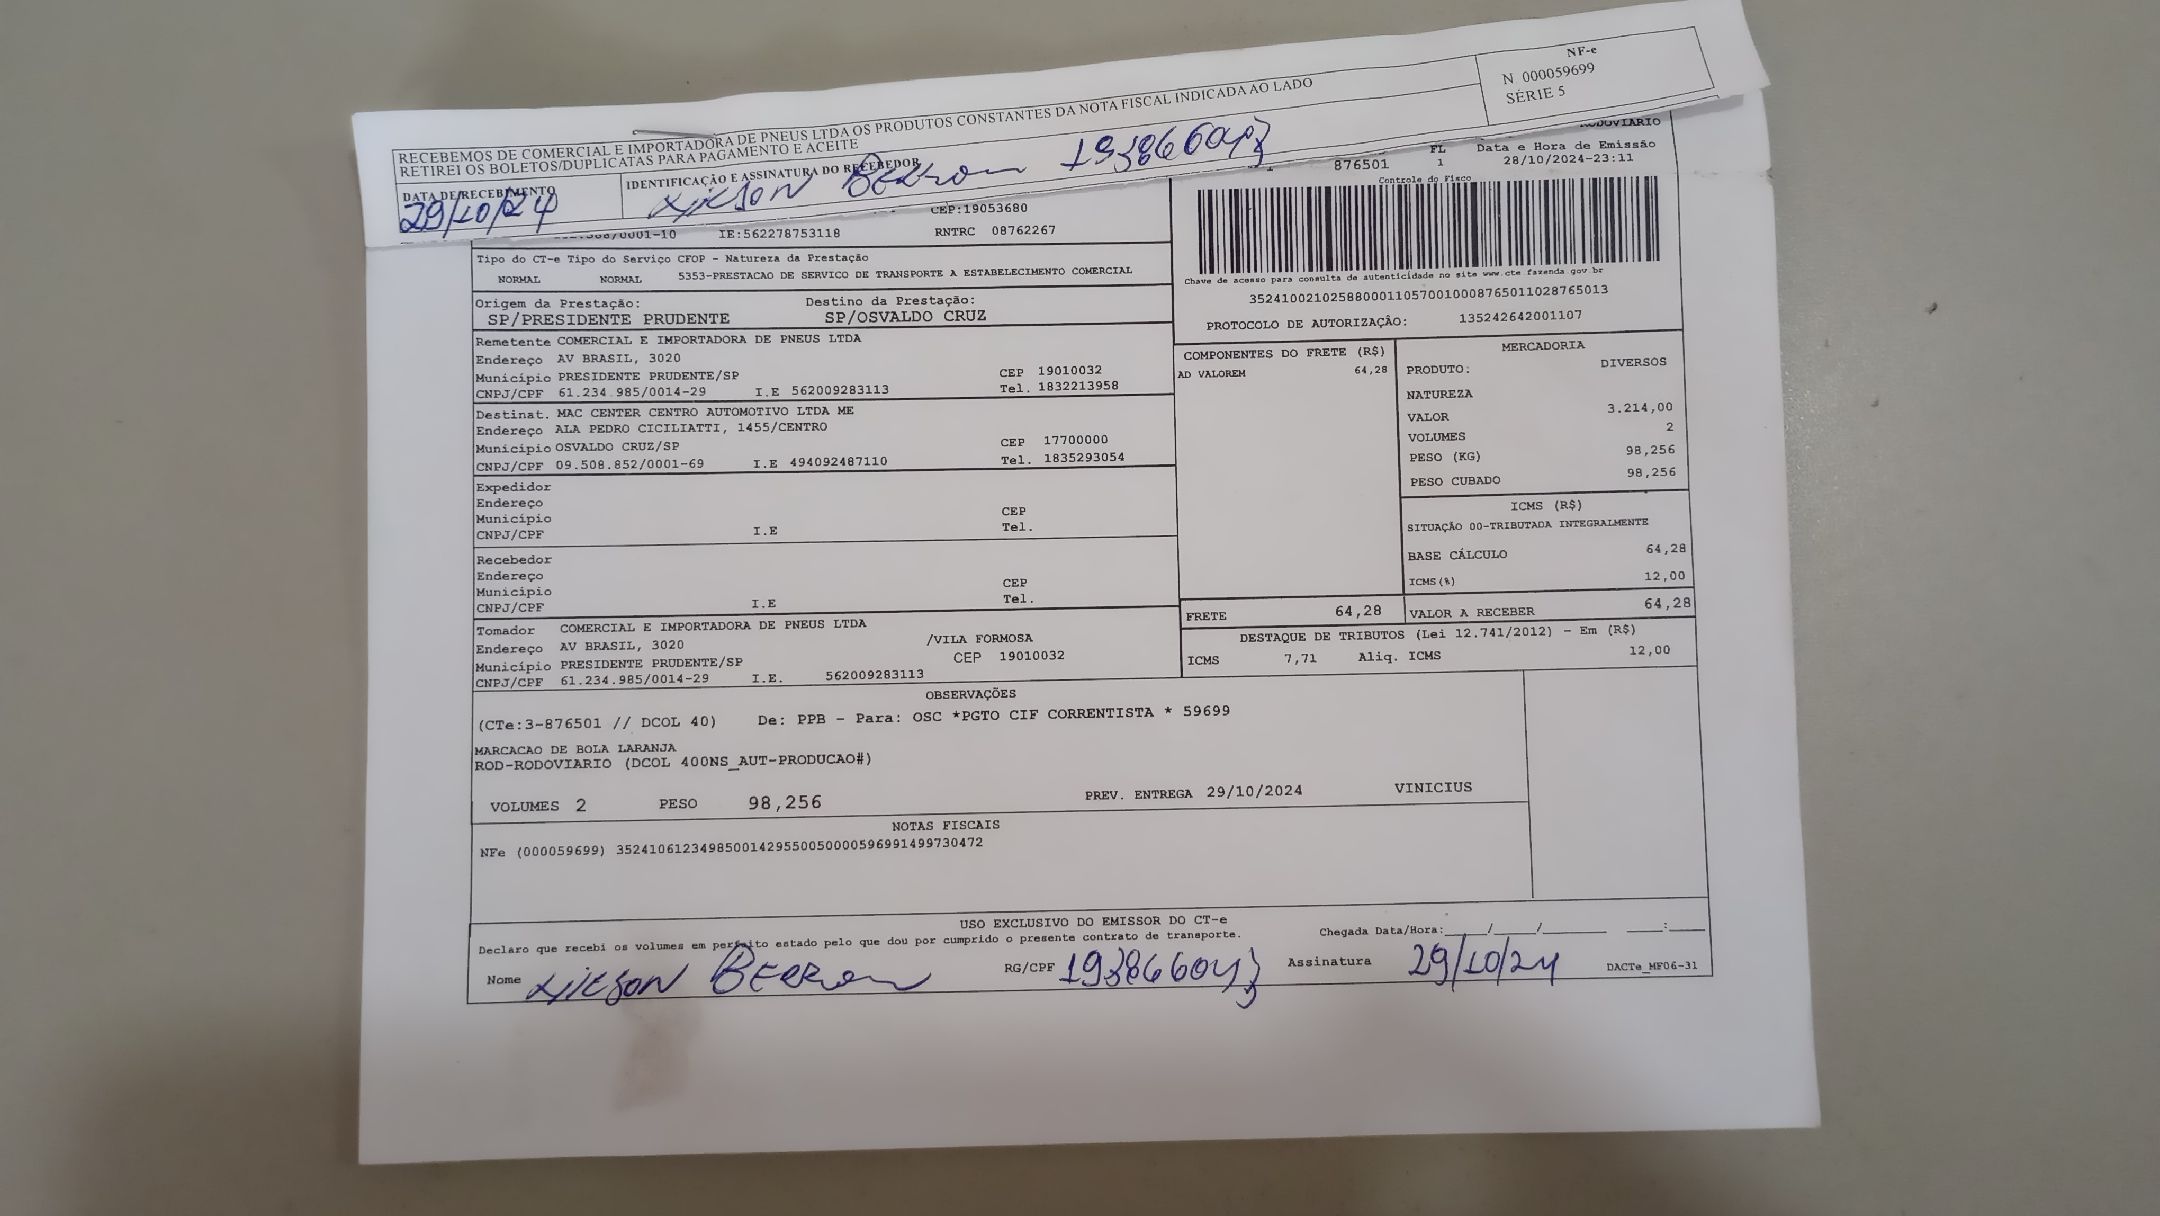 RECEBEMOS DE COMERCIAL E IMPORTADORA DE PNEUS LTDA OS PRODUTOS CONSTANTES DA NOTA FISCAL INDICADA AO LADO
RETIREI OS BOLETOS/DUPLICATAS PARA PAGAMENTO E ACEITE
DATA DE RECEBIMENTO
29/10/24
IDENTIFICAÇÃO E ASSINATURA DO RECEBEDOR
NF-e
N 000059699
SÉRIE 5
RODOVIARIO
876501
FL
1
Data e Hora de Emissão
28/10/2024-23:11
Controle do Fisco
CEP:19053680
/0001-10 IE:562278753118 RNTRC 08762267
Tipo do CT-e Tipo do Serviço CFOP - Natureza da Prestação
NORMAL NORMAL 5353-PRESTACAO DE SERVICO DE TRANSPORTE A ESTABELECIMENTO COMERCIAL
Chave de acesso para consulta de autenticidade no site www.cte.fazenda.gov.br
35241002102588000110570010008765011028765013
PROTOCOLO DE AUTORIZAÇÃO: 135242642001107
Origem da Prestação: Destino da Prestação:
SP/PRESIDENTE PRUDENTE SP/OSVALDO CRUZ
Remetente COMERCIAL E IMPORTADORA DE PNEUS LTDA
Endereço AV BRASIL, 3020
Município PRESIDENTE PRUDENTE/SP CEP 19010032
CNPJ/CPF 61.234.985/0014-29 I.E 562009283113 Tel. 1832213958
Destinat. MAC CENTER CENTRO AUTOMOTIVO LTDA ME
Endereço ALA PEDRO CICILIATTI, 1455/CENTRO
Município OSVALDO CRUZ/SP CEP 17700000
CNPJ/CPF 09.508.852/0001-69 I.E 494092487110 Tel. 1835293054
Expedidor
Endereço
Município CEP
CNPJ/CPF I.E Tel.
Recebedor
Endereço
Município CEP
CNPJ/CPF I.E Tel.
Tomador COMERCIAL E IMPORTADORA DE PNEUS LTDA
Endereço AV BRASIL, 3020 /VILA FORMOSA
Município PRESIDENTE PRUDENTE/SP CEP 19010032
CNPJ/CPF 61.234.985/0014-29 I.E. 562009283113
COMPONENTES DO FRETE (R$)
AD VALOREM 64,28
FRETE 64,28
MERCADORIA
PRODUTO: DIVERSOS
NATUREZA
VALOR 3.214,00
VOLUMES 2
PESO (KG) 98,256
PESO CUBADO 98,256
ICMS (R$)
SITUAÇÃO 00-TRIBUTADA INTEGRALMENTE
BASE CÁLCULO 64,28
ICMS(%) 12,00
VALOR A RECEBER 64,28
DESTAQUE DE TRIBUTOS (Lei 12.741/2012) - Em (R$)
ICMS 7,71 Aliq. ICMS 12,00
OBSERVAÇÕES
(CTe:3-876501 // DCOL 40) De: PPB - Para: OSC *PGTO CIF CORRENTISTA * 59699
MARCACAO DE BOLA LARANJA
ROD-RODOVIARIO (DCOL 400NS_AUT-PRODUCAO#)
VOLUMES 2 PESO 98,256 PREV. ENTREGA 29/10/2024 VINICIUS
NOTAS FISCAIS
NFe (000059699) 35241061234985001429550050000596991499730472
USO EXCLUSIVO DO EMISSOR DO CT-e
Declaro que recebi os volumes em perfeito estado pelo que dou por cumprido o presente contrato de transporte.
Chegada Data/Hora:____/____/______ ____:____
Nome RG/CPF Assinatura 29/10/24 DACTe_MF06-31